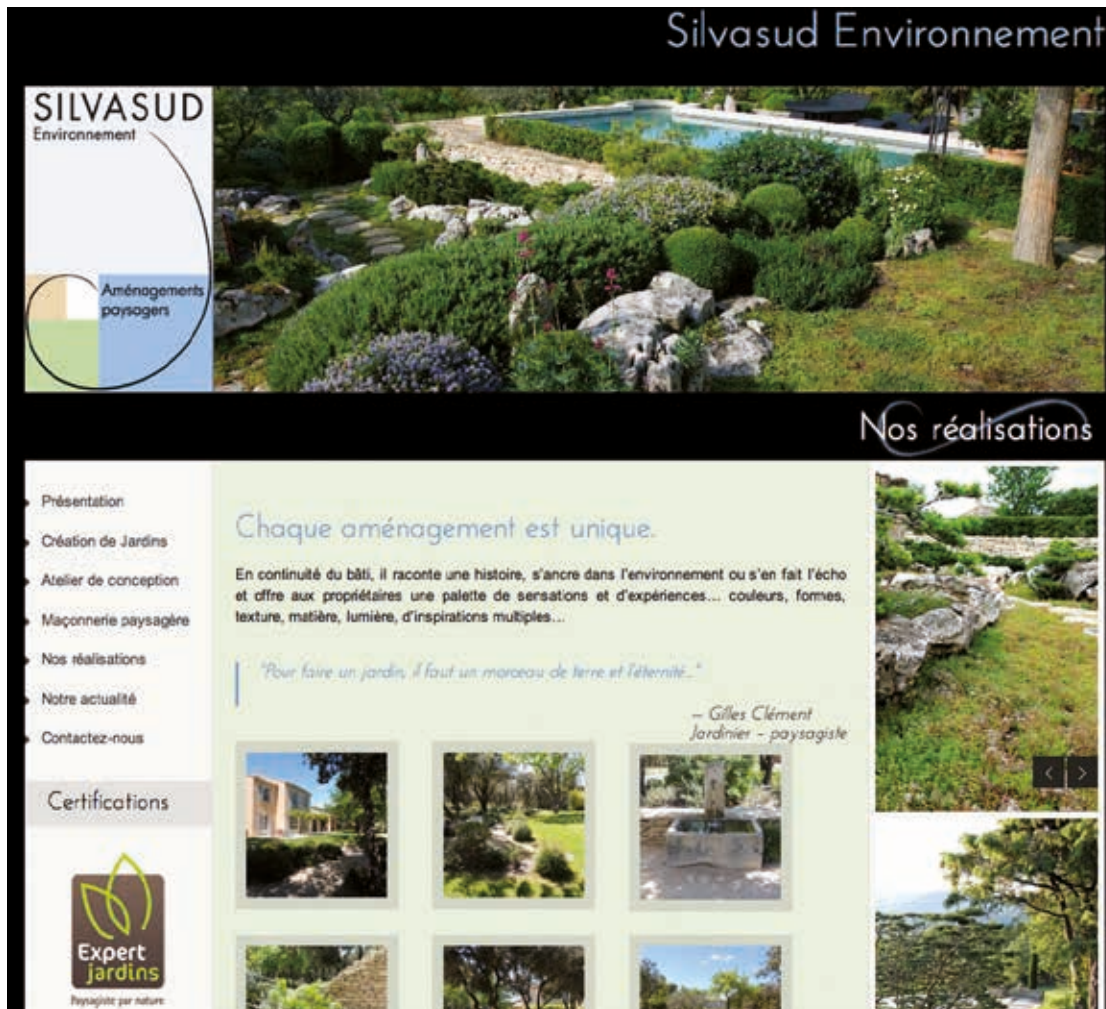 Silvasud Environnement
SILVASUD
Environnement
Aménagements
paysagers
Nos réalisations
Présentation
Création de Jardins
Atelier de conception
Maçonnerie paysagère
Nos réalisations
Notre actualité
Contactez-nous
Certifications
Expert
jardins
Paysagiste par nature
Chaque aménagement est unique.
En continuité du bâti, il raconte une histoire, s'ancre dans l'environnement ou s'en fait l'écho
et offre aux propriétaires une palette de sensations et d'expériences... couleurs, formes,
texture, matière, lumière, d'inspirations multiples...
"Pour faire un jardin, il faut un morceau de terre et l'éternité..."
– Gilles Clément
Jardinier – paysagiste